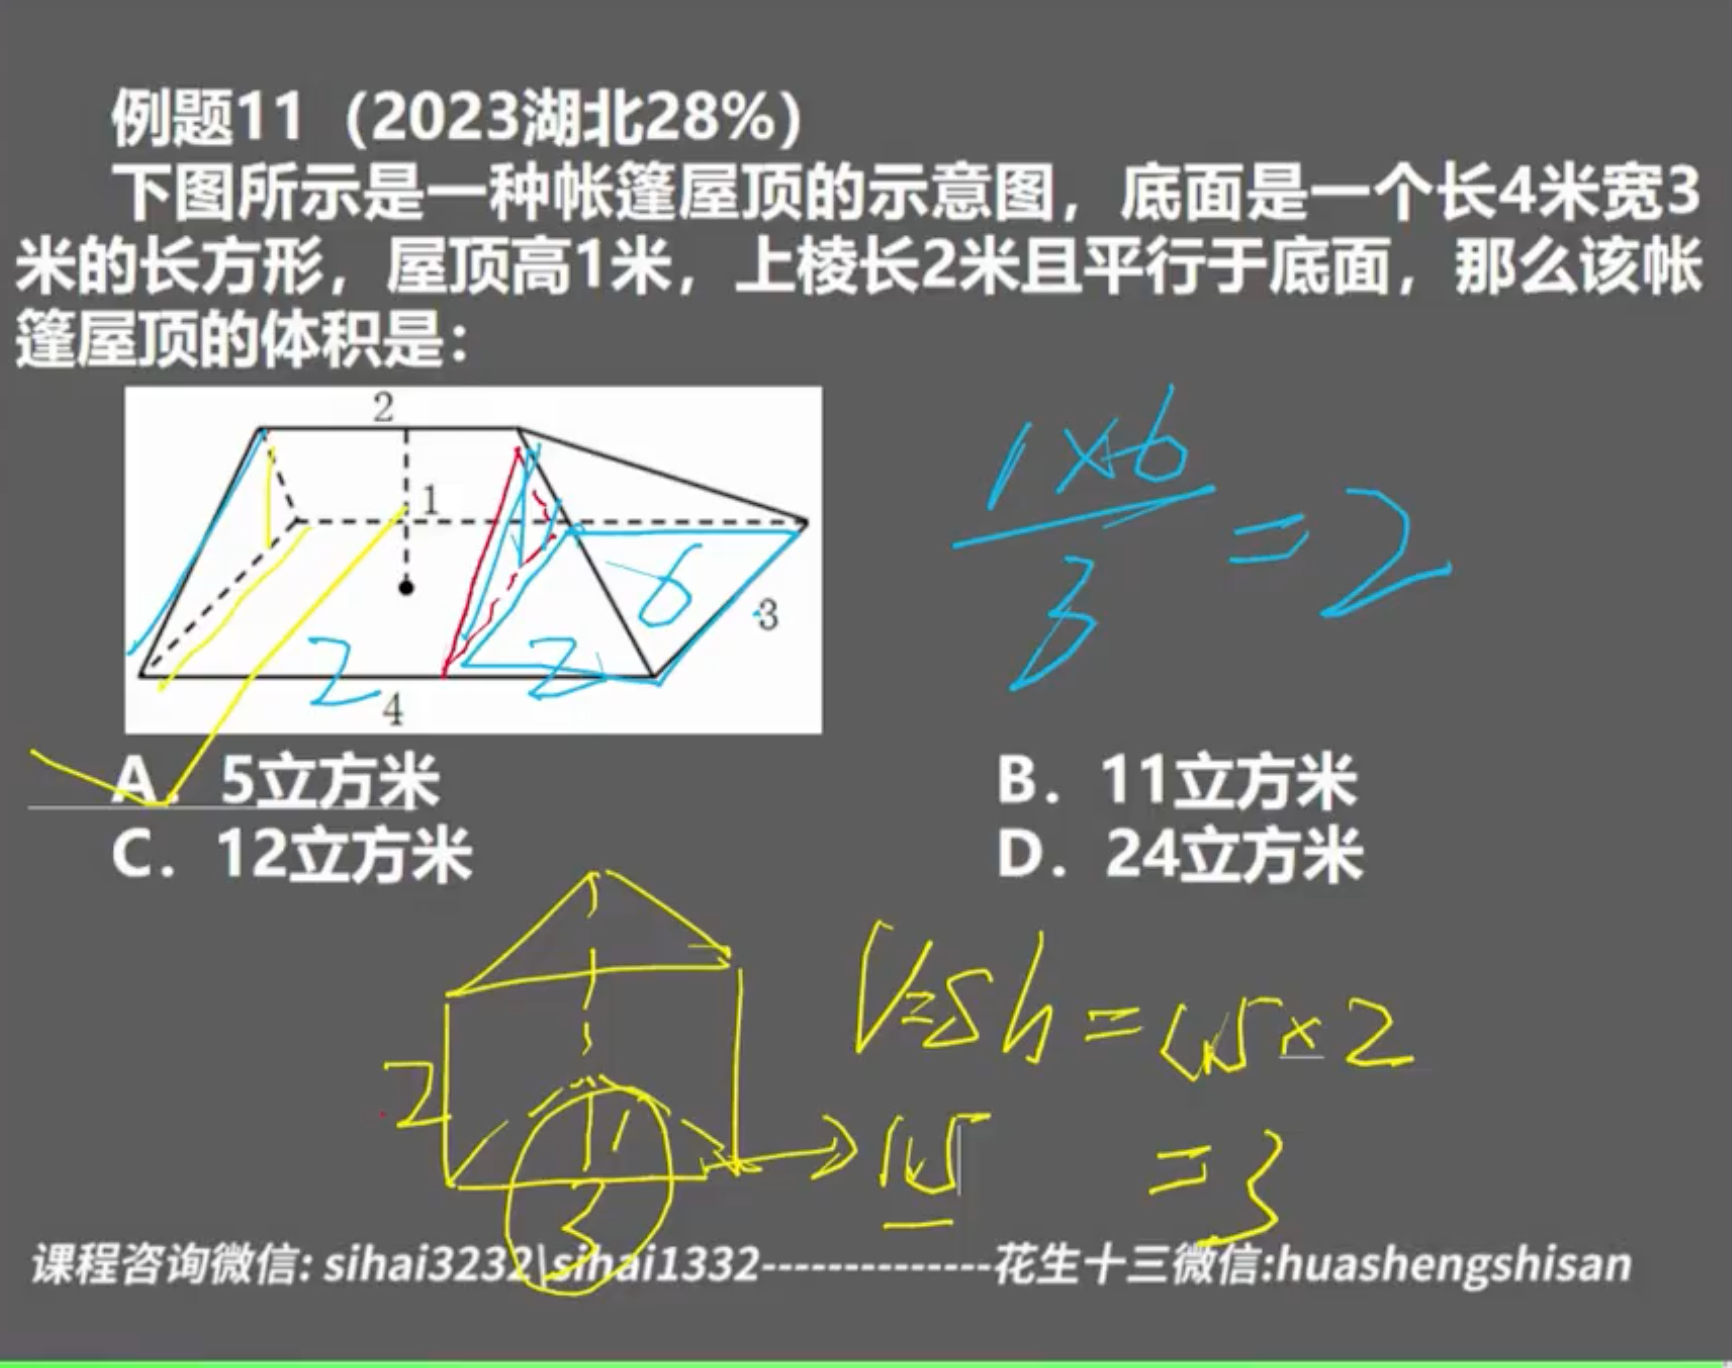 例题11（2023湖北28%）
下图所示是一种帐篷屋顶的示意图，底面是一个长4米宽3
米的长方形，屋顶高1米，上棱长2米且平行于底面，那么该帐
篷屋顶的体积是：
2
1
3
4
6
2
2
1×6
3
=2
A．5立方米
B．11立方米
C．12立方米
D．24立方米
V=Sh=1.5×2
2
1
3
1.5
=3
课程咨询微信: sihai3232\sihai1332--------------花生十三微信:huashengshisan